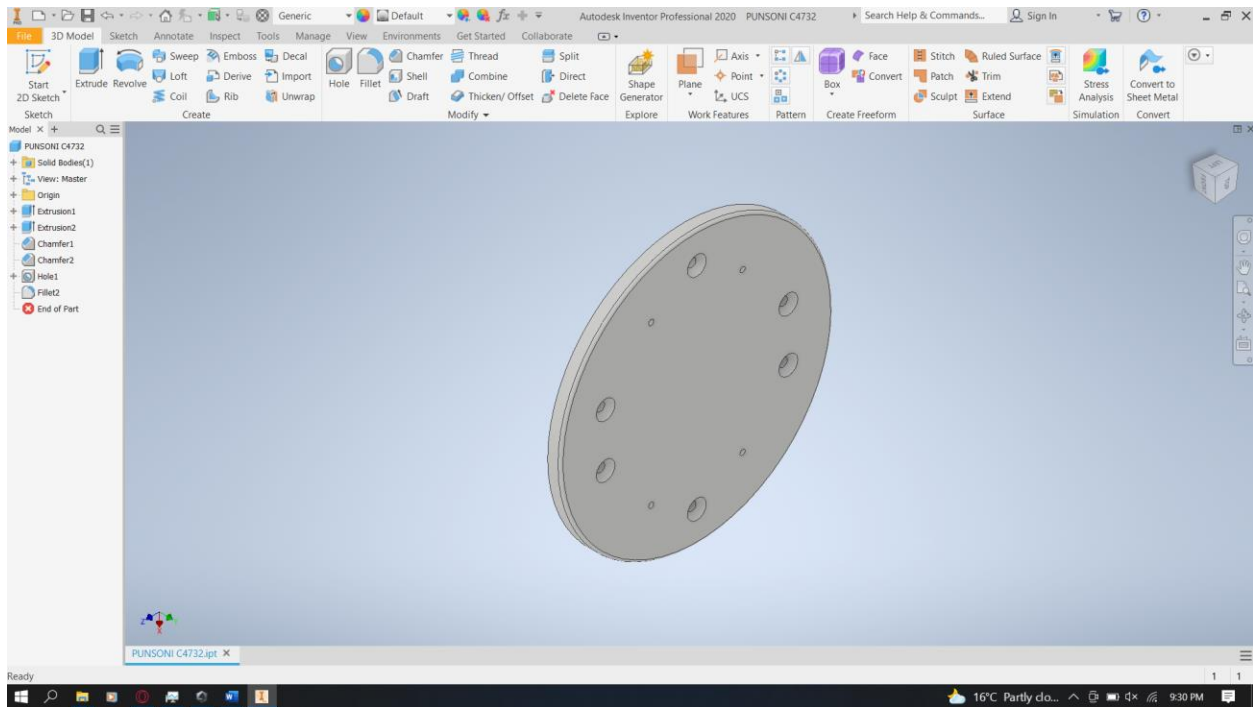 Generic Default fx Autodesk Inventor Professional 2020 PUNSONI C4732 Search Help & Commands... Sign In
File 3D Model Sketch Annotate Inspect Tools Manage View Environments Get Started Collaborate
Start 2D Sketch Extrude Revolve Sweep Emboss Decal Hole Fillet Chamfer Thread Split Shape Generator Plane Axis Box Face Stitch Ruled Surface Stress Analysis Convert to Sheet Metal
Loft Derive Import Shell Combine Direct Point Convert Patch Trim
Coil Rib Unwrap Draft Thicken/ Offset Delete Face UCS Sculpt Extend
Sketch Create Modify Explore Work Features Pattern Create Freeform Surface Simulation Convert
Model
PUNSONI C4732
Solid Bodies(1)
View: Master
Origin
Extrusion1
Extrusion2
Chamfer1
Chamfer2
Hole1
Fillet2
End of Part
PUNSONI C4732.ipt
Ready 1 1
16°C Partly clo... 9:30 PM